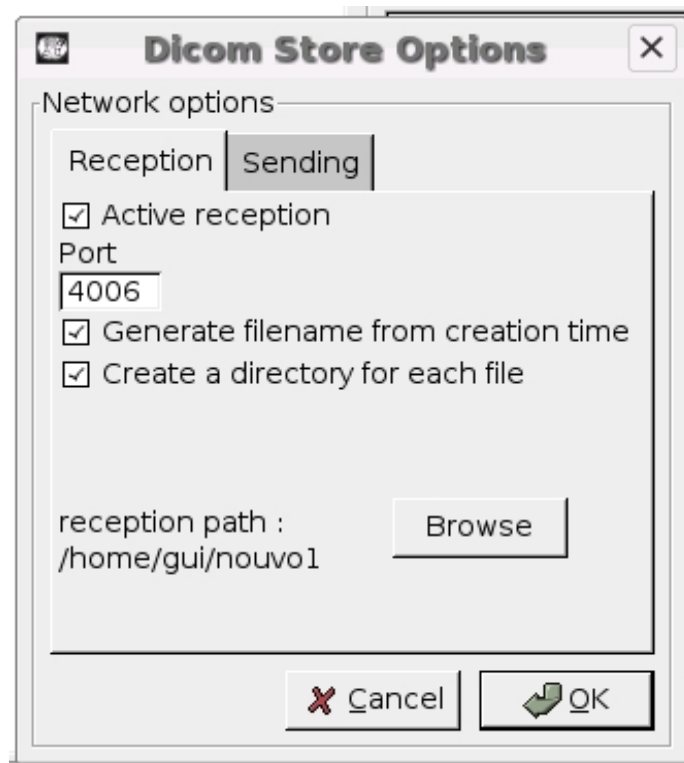 Dicom Store Options
Network options
Reception
Sending
Active reception
Port
4006
Generate filename from creation time
Create a directory for each file
reception path :
Browse
/home/gui/nouvo1
Cancel
OK